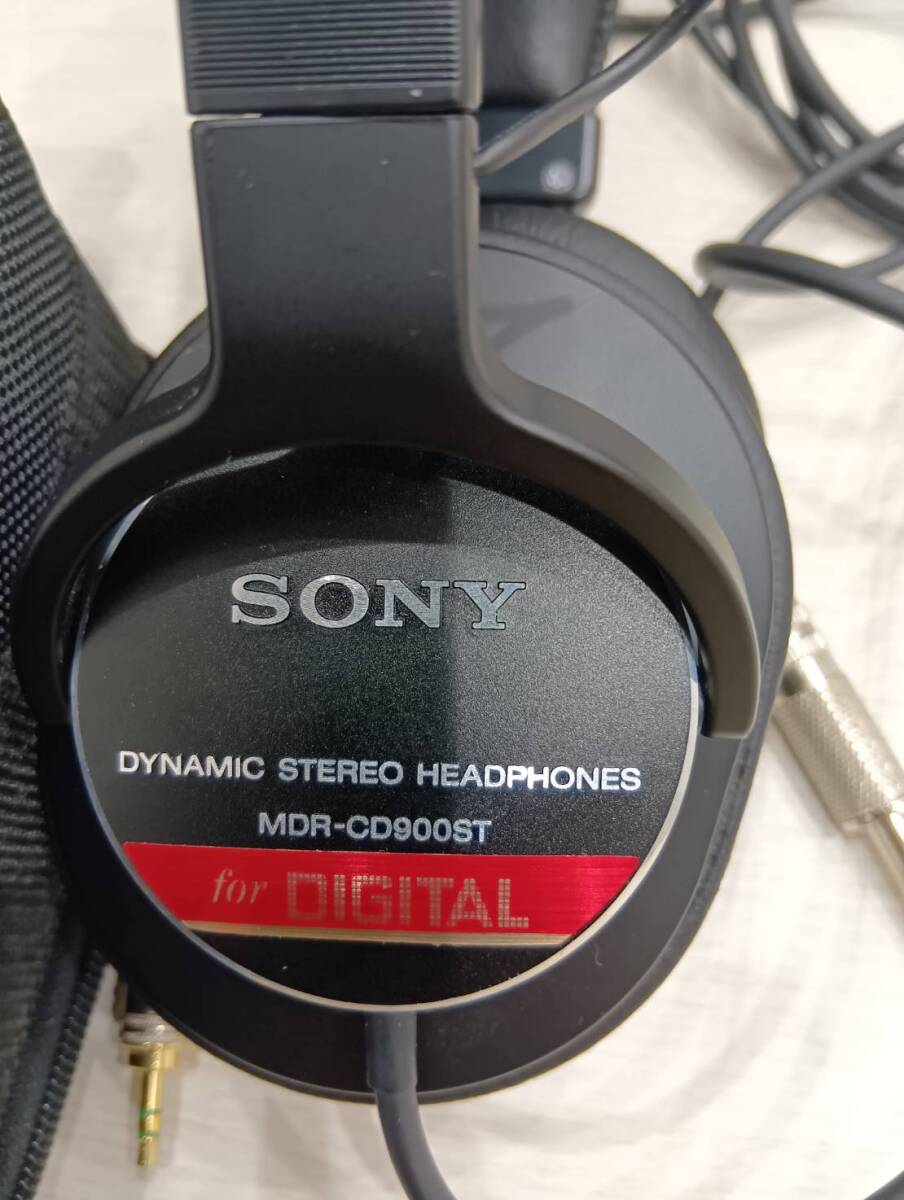 SONY
DYNAMIC STEREO HEADPHONES
MDR-CD900ST
for DIGITAL